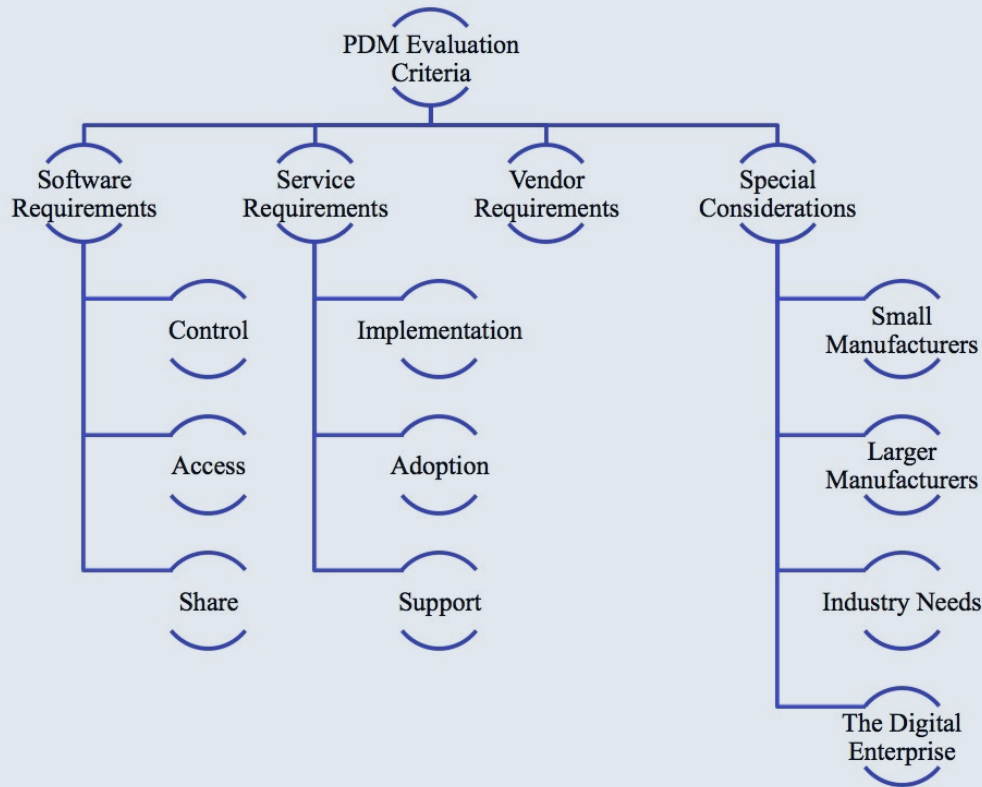 PDM Evaluation
Criteria
Software
Requirements
Service
Requirements
Vendor
Requirements
Special
Considerations
Control
Access
Share
Implementation
Adoption
Support
Small
Manufacturers
Larger
Manufacturers
Industry Needs
The Digital
Enterprise